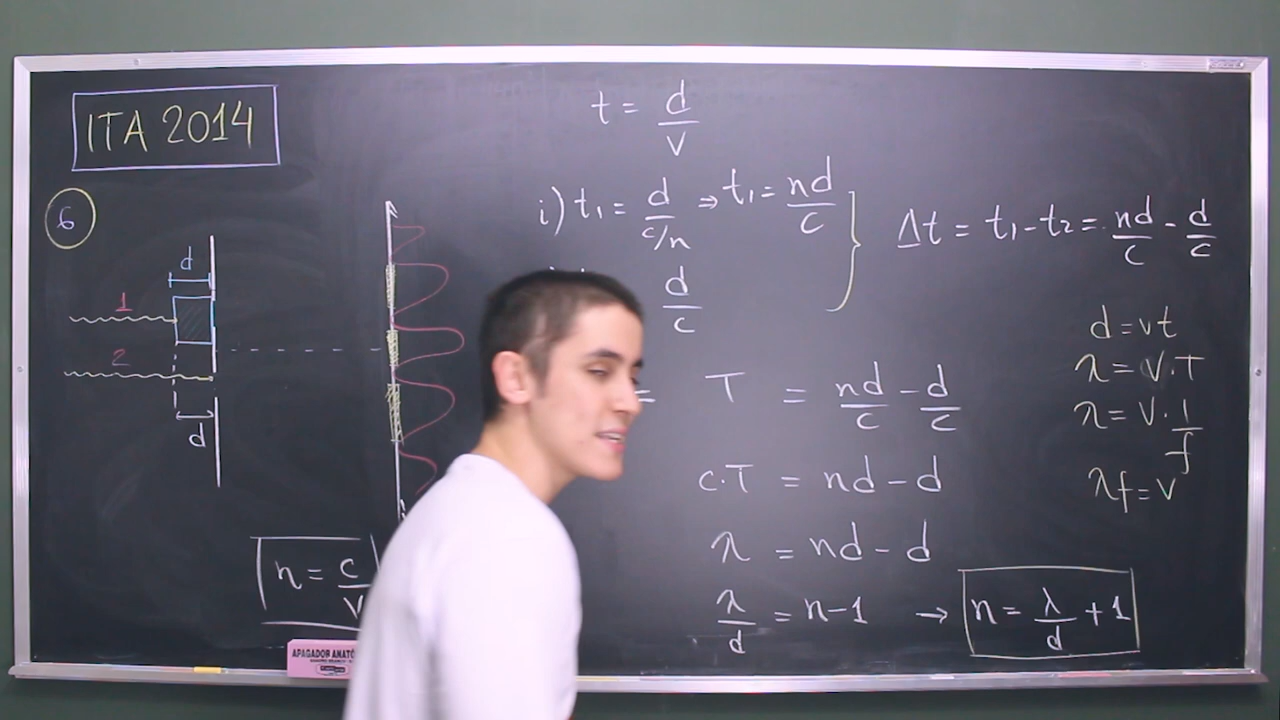 ITA 2014
6
d
1
2
d
n = c/v
APAGADOR ANATÔ
t = d/v
i) t₁ = d/(c/n) ⇒ t₁ = nd/c
d/c
Δt = t₁ - t₂ = nd/c - d/c
= T = nd/c - d/c
c.T = nd - d
λ = nd - d
λ/d = n-1 → n = λ/d + 1
d = vt
λ = v.T
λ = v.1/f
λf = v